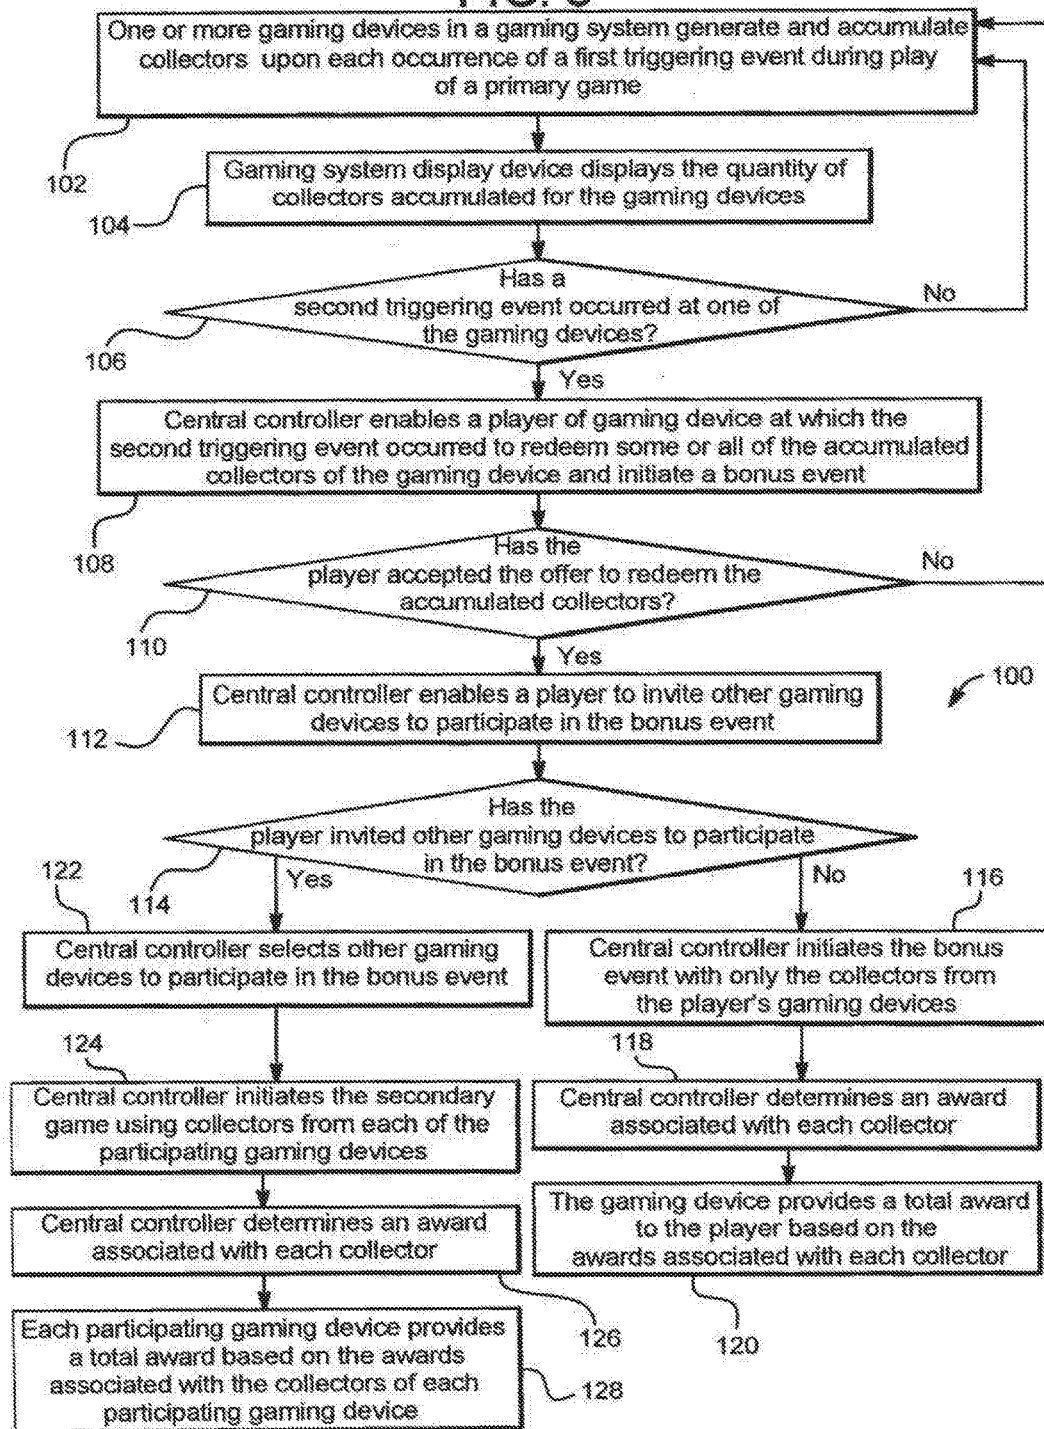 One or more gaming devices in a gaming system generate and accumulate
collectors upon each occurrence of a first triggering event during play
of a primary game
102
Gaming system display device displays the quantity of
collectors accumulated for the gaming devices
104
Has a
second triggering event occurred at one of
the gaming devices?
No
106
Yes
Central controller enables a player of gaming device at which the
second triggering event occurred to redeem some or all of the accumulated
collectors of the gaming device and initiate a bonus event
108
Has the
player accepted the offer to redeem the
accumulated collectors?
No
110
Yes
100
Central controller enables a player to invite other gaming
devices to participate in the bonus event
112
Has the
player invited other gaming devices to participate
in the bonus event?
114
Yes
No
122
116
Central controller selects other gaming
devices to participate in the bonus event
Central controller initiates the bonus
event with only the collectors from
the player's gaming devices
124
118
Central controller initiates the secondary
game using collectors from each of the
participating gaming devices
Central controller determines an award
associated with each collector
Central controller determines an award
associated with each collector
126
The gaming device provides a total award
to the player based on the
awards associated with each collector
120
Each participating gaming device provides
a total award based on the awards
associated with the collectors of each
participating gaming device
128